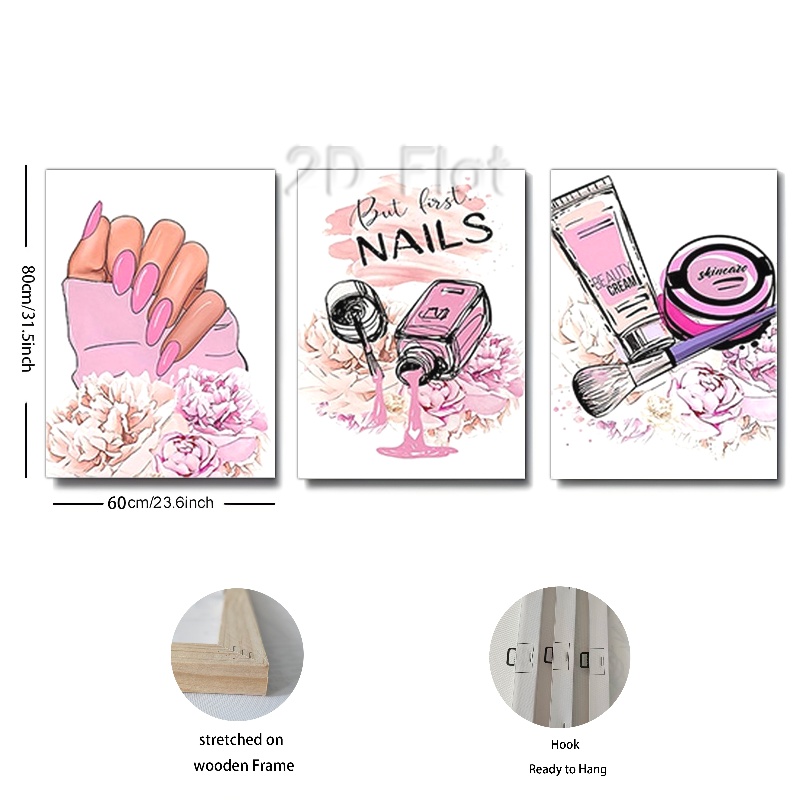 2D Flat
But first,
NAILS
BEAUTY
CREAM
skincare
80cm/31.5inch
60cm/23.6inch
stretched on
wooden Frame
Hook
Ready to Hang